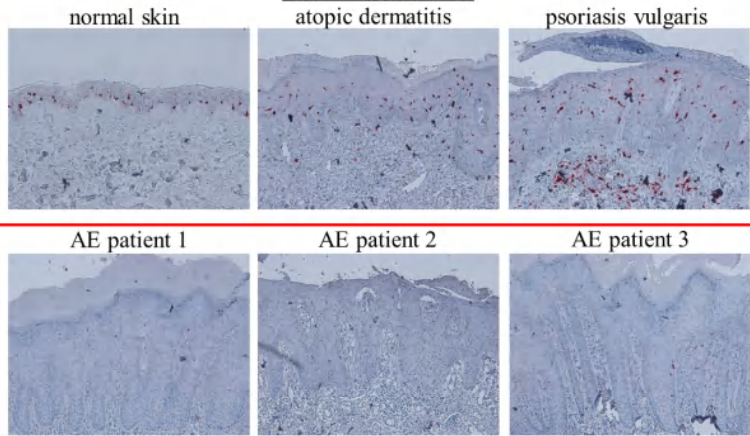 normal skin
atopic dermatitis
psoriasis vulgaris
AE patient 1
AE patient 2
AE patient 3